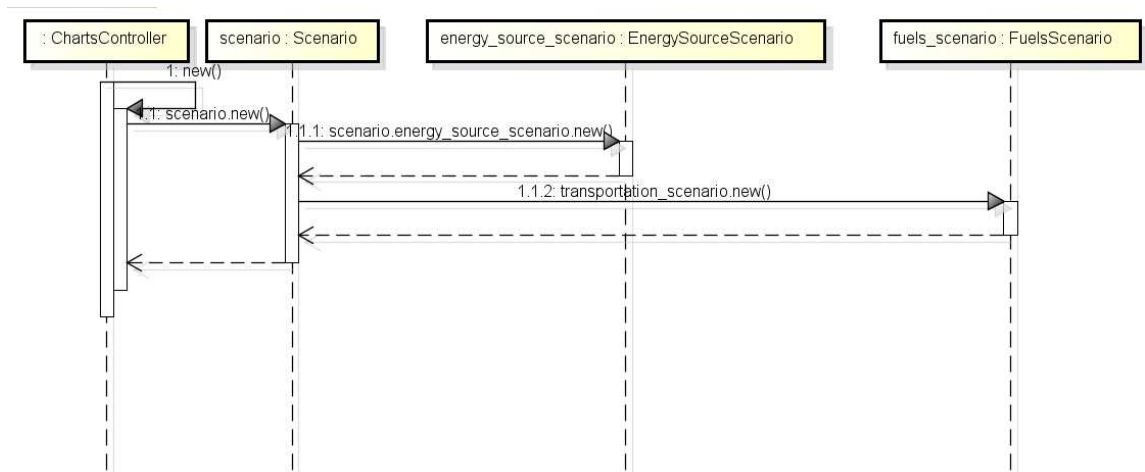 : ChartsController
scenario : Scenario
energy_source_scenario : EnergySourceScenario
fuels_scenario : FuelsScenario
1: new()
1.1: scenario.new()
1.1.1: scenario.energy_source_scenario.new()
1.1.2: transportation_scenario.new()